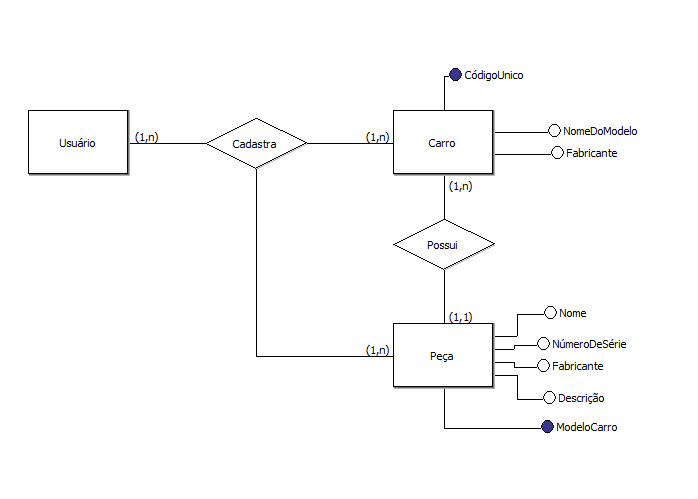 CódigoUnico
Usuário
(1,n)
Cadastra
(1,n)
Carro
NomeDoModelo
Fabricante
(1,n)
Possui
(1,1)
Nome
NúmeroDeSérie
(1,n)
Peça
Fabricante
Descrição
ModeloCarro